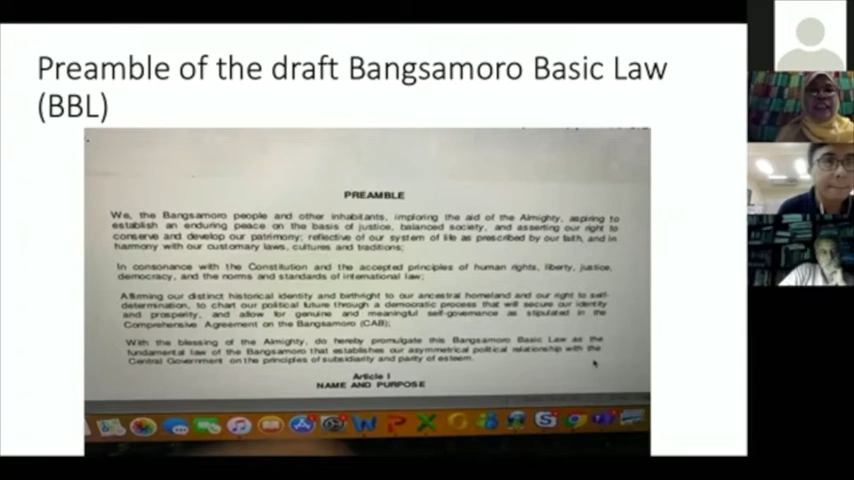 Preamble of the draft Bangsamoro Basic Law
(BBL)
PREAMBLE
We, the Bangsamoro people and other inhabitants, imploring the aid of the Almighty, aspiring to
establish an enduring peace on the basis of justice, balanced society, and asserting our right to
conserve and develop our patrimony; reflective of our system of life as prescribed by our faith, and in
harmony with our customary laws, cultures and traditions;
In consonance with the Constitution and the accepted principles of human rights, liberty, justice,
democracy, and the norms and standards of international law;
Affirming our distinct historical identity and birthright to our ancestral homeland and our right to self-
determination, to chart our political future through a democratic process that will secure our identity
and prosperity, and allow for genuine and meaningful self-governance as stipulated in the
Comprehensive Agreement on the Bangsamoro (CAB);
With the blessing of the Almighty, do hereby promulgate this Bangsamoro Basic Law as the
fundamental law of the Bangsamoro that establishes our asymmetrical political relationship with the
Central Government on the principles of subsidiarity and parity of esteem.
Article I
NAME AND PURPOSE